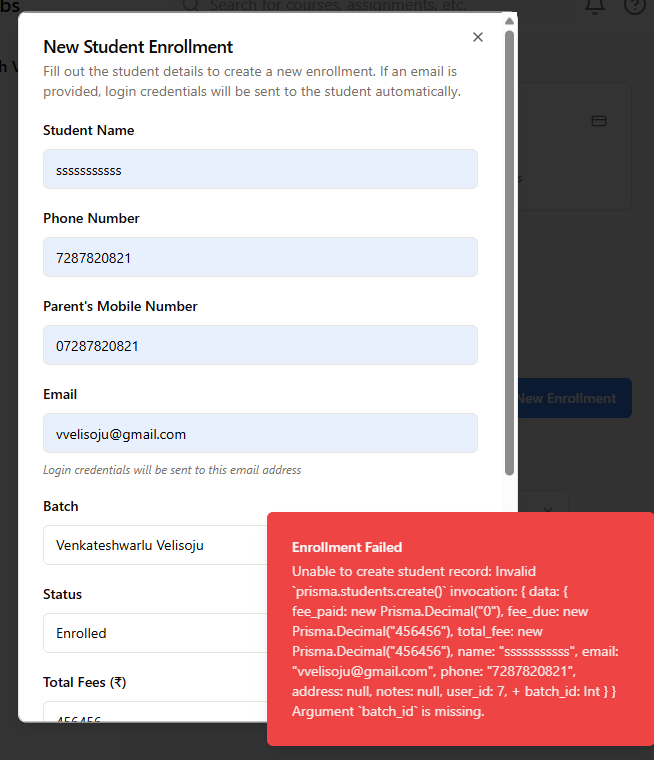 bs
Search for courses, assignments, etc.
New Student Enrollment
Fill out the student details to create a new enrollment. If an email is
provided, login credentials will be sent to the student automatically.
Student Name
sssssssssss
Phone Number
7287820821
Parent's Mobile Number
07287820821
Email
vvelisoju@gmail.com
Login credentials will be sent to this email address
New Enrollment
Batch
Venkateshwarlu Velisoju
Status
Enrolled
Total Fees (₹)
456456
Enrollment Failed
Unable to create student record: Invalid
`prisma.students.create()` invocation: { data: {
fee_paid: new Prisma.Decimal("0"), fee_due: new
Prisma.Decimal("456456"), total_fee: new
Prisma.Decimal("456456"), name: "sssssssssss", email:
"vvelisoju@gmail.com", phone: "7287820821",
address: null, notes: null, user_id: 7, + batch_id: Int } }
Argument `batch_id` is missing.